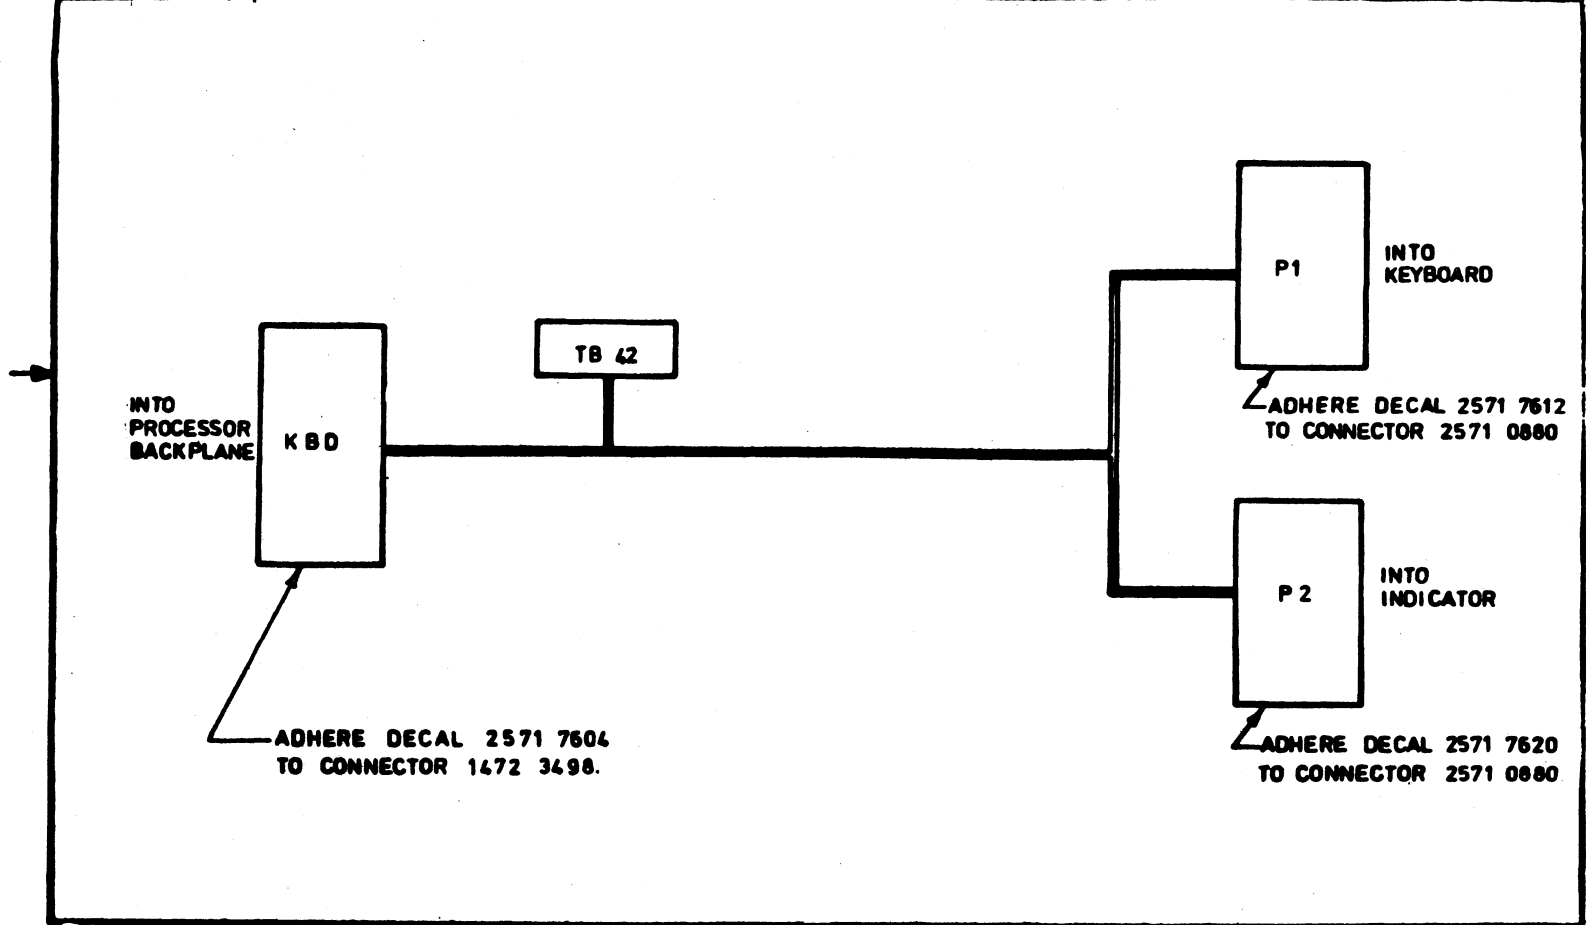 P1
INTO
KEYBOARD
TB 42
ADHERE DECAL 2571 7612
TO CONNECTOR 2571 0880
INTO
PROCESSOR
BACKPLANE
KBD
P2
INTO
INDICATOR
ADHERE DECAL 2571 7604
TO CONNECTOR 1472 3498.
ADHERE DECAL 2571 7620
TO CONNECTOR 2571 0880